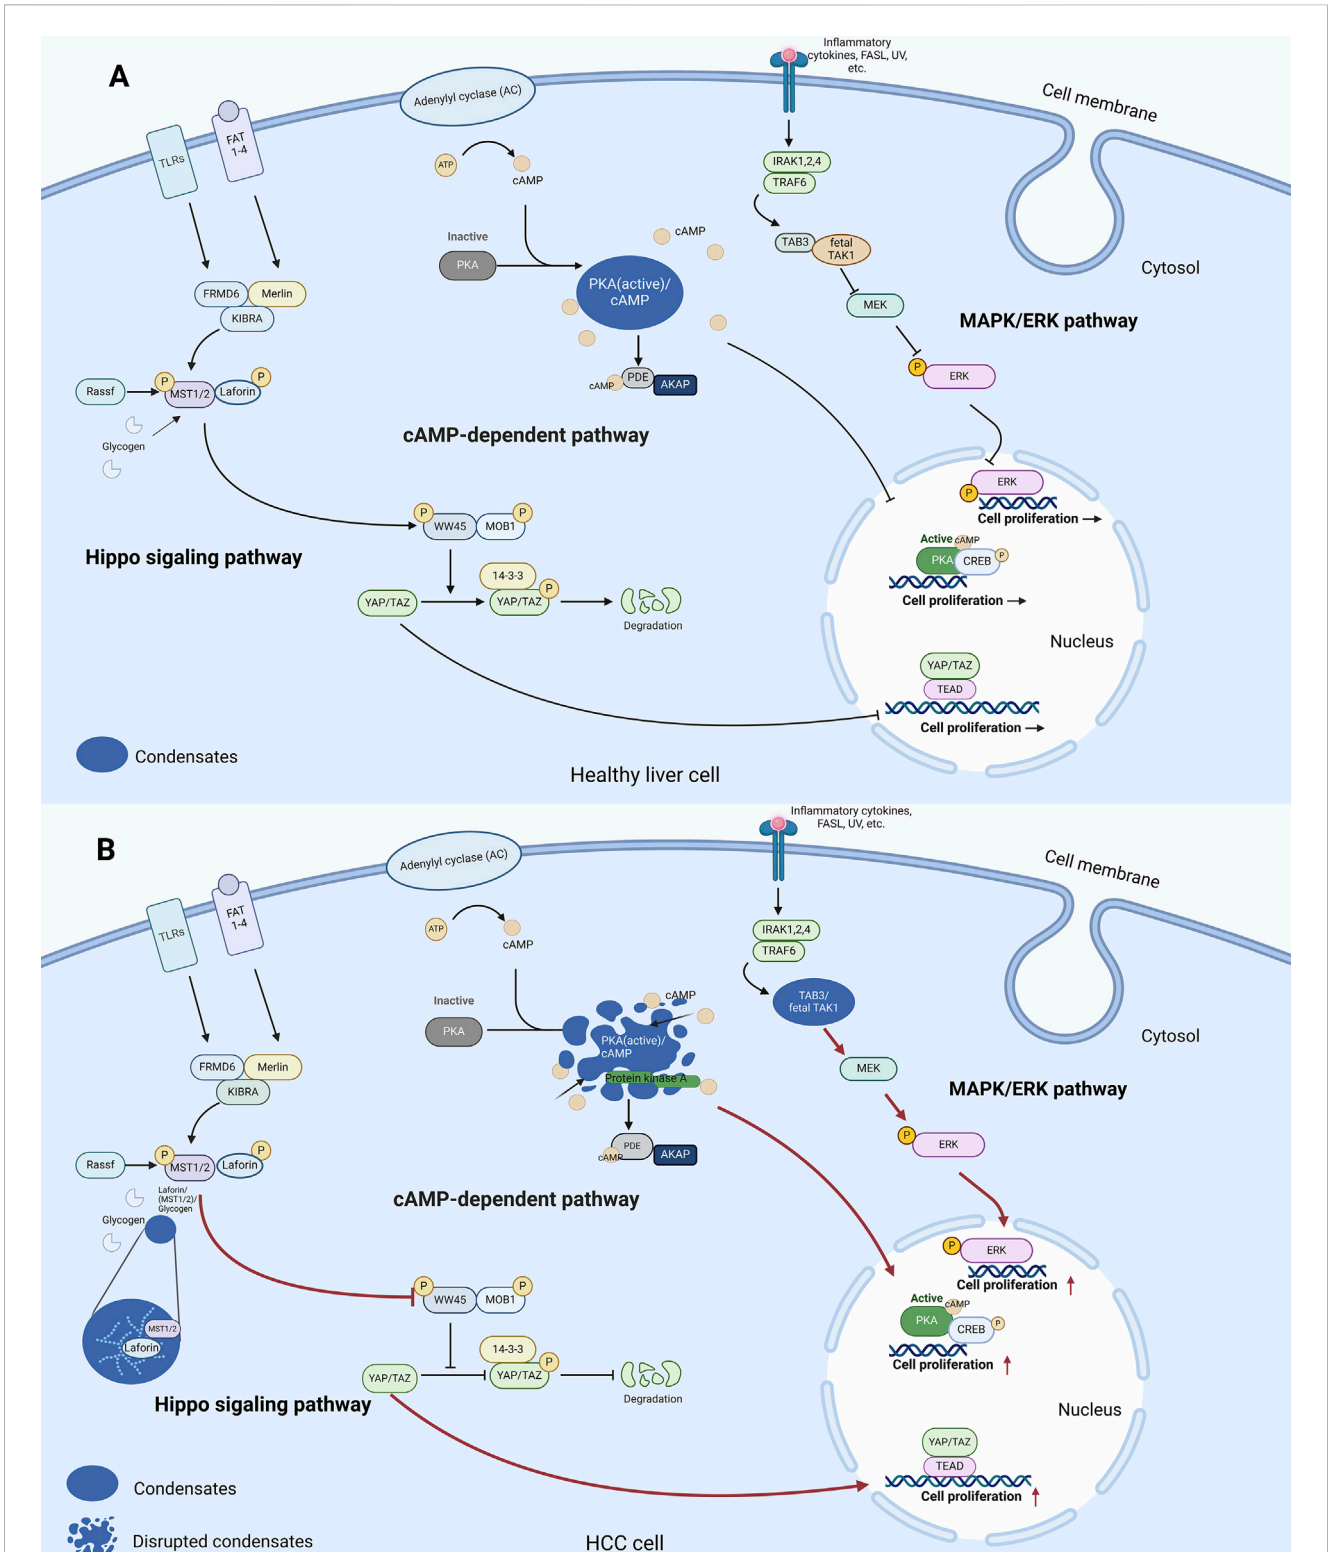 A
Inflammatory
cytokines, FASL, UV,
etc.
Cell membrane
Adenylyl cyclase (AC)
TLRs
FAT
1-4
ATP
cAMP
IRAK1,2,4
TRAF6
Inactive
PKA
cAMP
TAB3
fetal
TAK1
Cytosol
PKA(active)/
cAMP
FRMD6
Merlin
KIBRA
MEK
MAPK/ERK pathway
P
ERK
Rassf
P
MST1/2
Laforin
P
cAMP
PDE
AKAP
Glycogen
cAMP-dependent pathway
ERK
P
Cell proliferation
P
WW45
MOB1
P
Active
cAMP
PKA
CREB
P
Cell proliferation
Hippo sigaling pathway
14-3-3
YAP/TAZ
YAP/TAZ
P
Degradation
Nucleus
YAP/TAZ
TEAD
Cell proliferation
Condensates
Healthy liver cell
B
Inflammatory cytokines,
FASL, UV, etc.
Cell membrane
Adenylyl cyclase (AC)
TLRs
FAT
1-4
ATP
cAMP
IRAK1,2,4
TRAF6
Inactive
PKA
cAMP
TAB3/
fetal TAK1
Cytosol
PKA(active)/
cAMP
Protein kinase A
FRMD6
Merlin
KIBRA
MEK
MAPK/ERK pathway
P
ERK
Rassf
P
MST1/2
Laforin
P
PDE
cAMP
AKAP
Laforin/
(MST1/2)/
Glycogen
Glycogen
cAMP-dependent pathway
P
ERK
Cell proliferation
P
WW45
MOB1
P
Active
cAMP
PKA
CREB
P
Cell proliferation
MST1/2
Laforin
14-3-3
YAP/TAZ
YAP/TAZ
P
Degradation
Hippo sigaling pathway
Nucleus
YAP/TAZ
TEAD
Cell proliferation
Condensates
Disrupted condensates
HCC cell